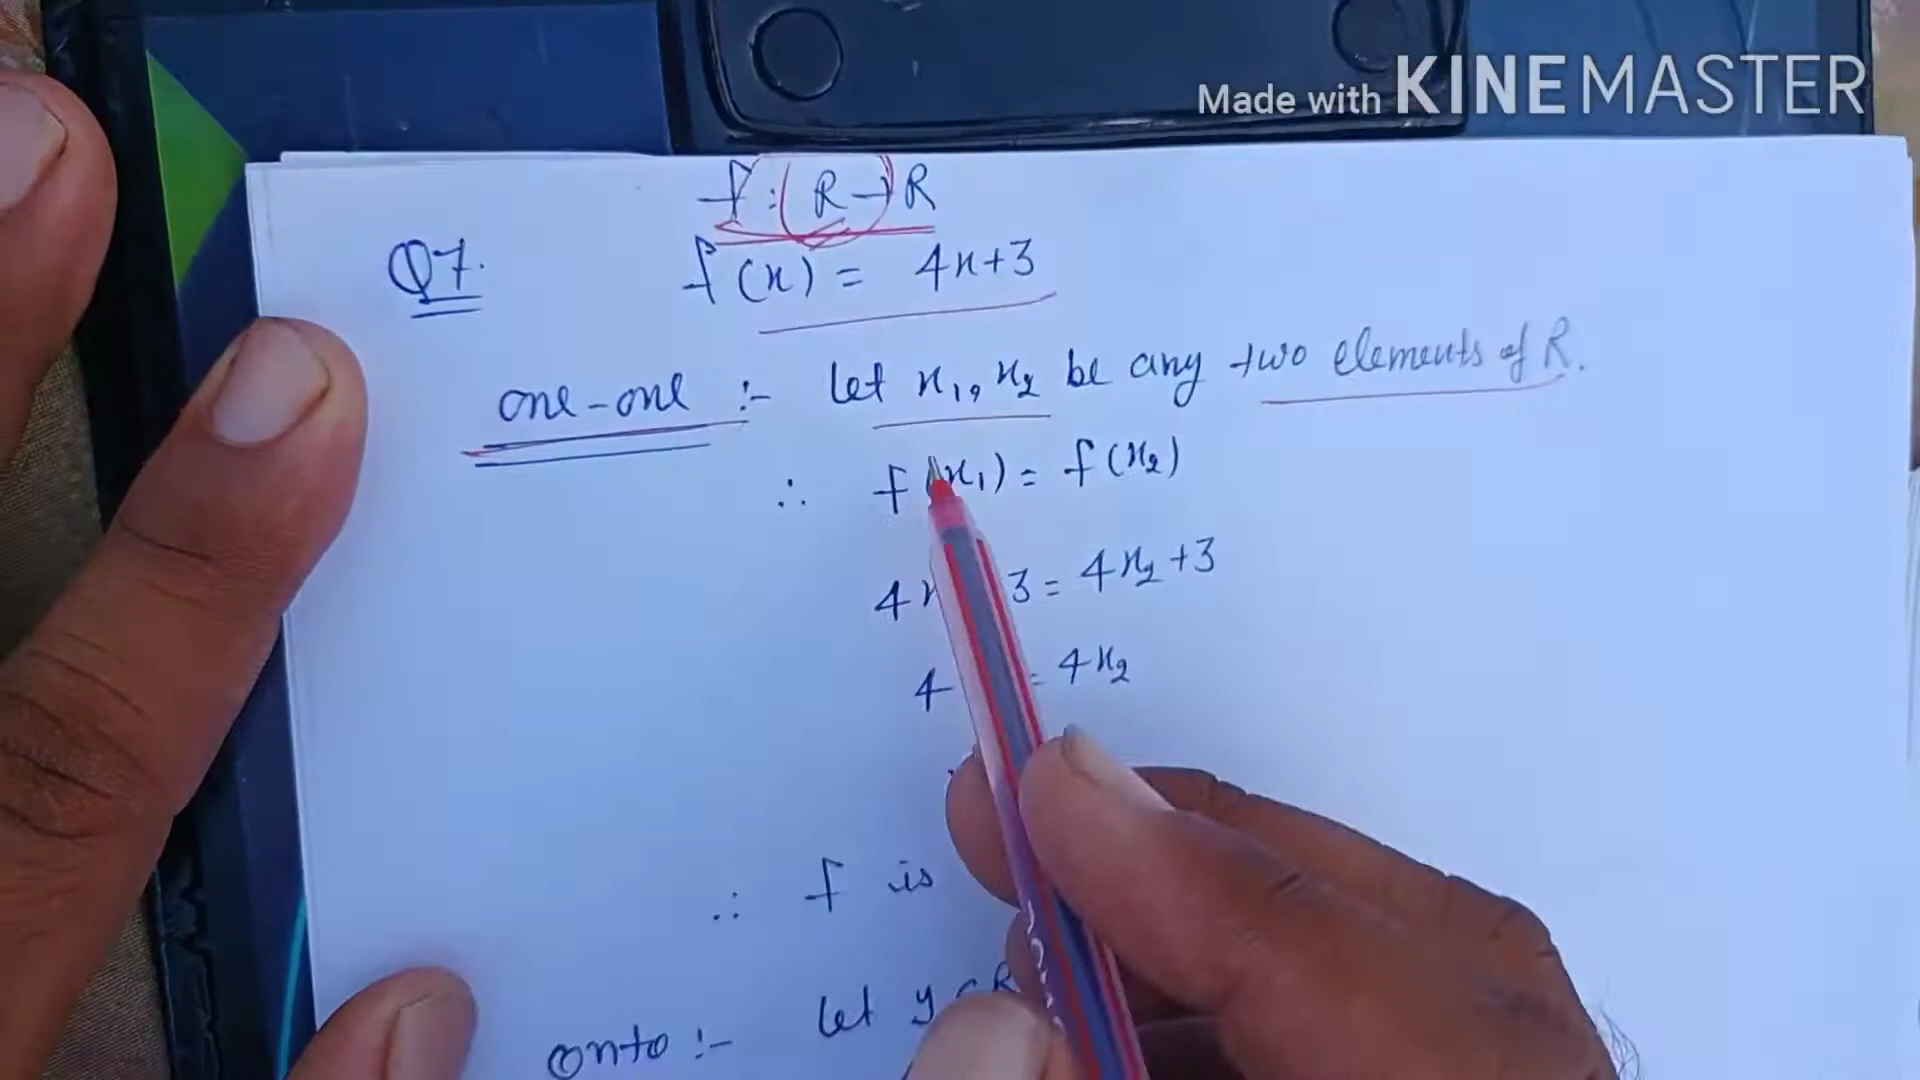 Made with KINEMASTER
f : R → R
Q7. f(x) = 4x+3
one-one :- let x₁, x₂ be any two elements of R.
∴ f(x₁) = f(x₂)
4x 3 = 4x₂+3
4 = 4x₂
∴ f is
onto :- let y ∈ R